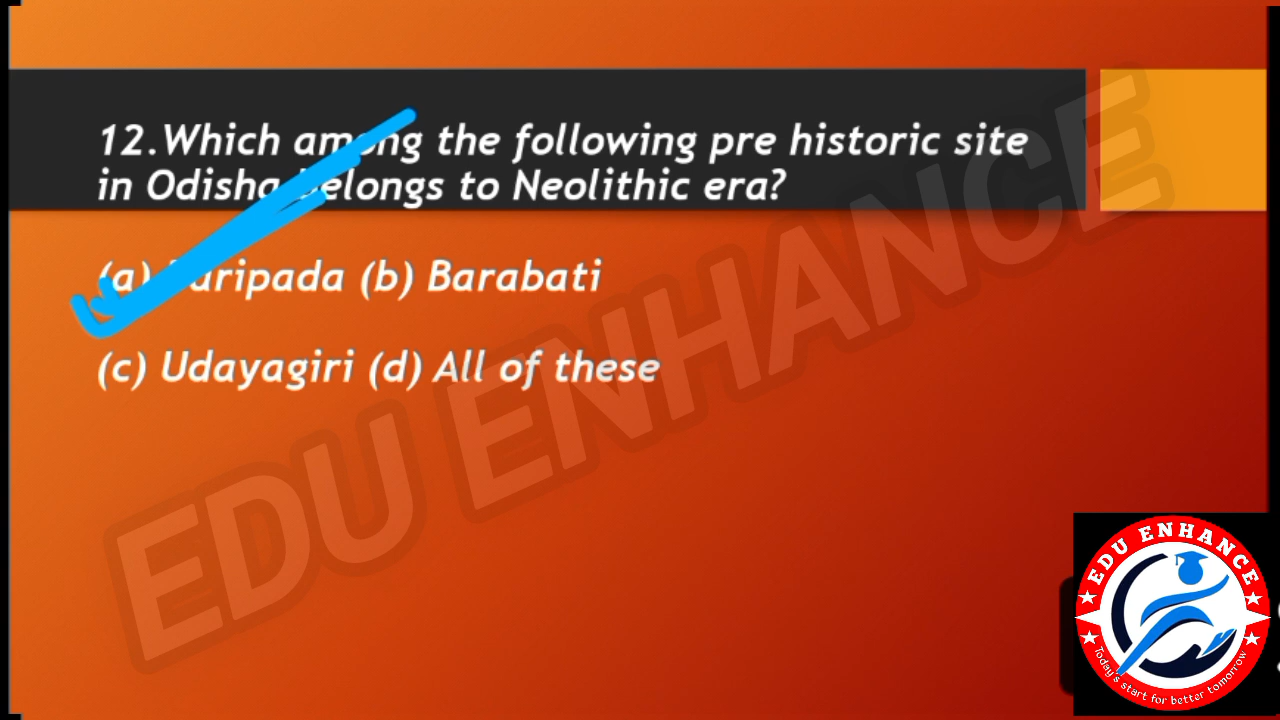 12.Which among the following pre historic site
in Odisha belongs to Neolithic era?
(a) Baripada (b) Barabati
(c) Udayagiri (d) All of these
EDU ENHANCE
EDU ENHANCE
Today's start for better tomorrow